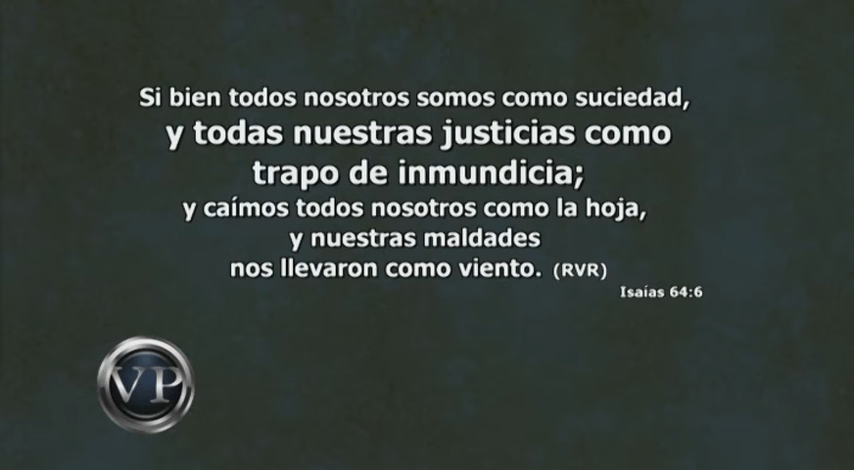 Si bien todos nosotros somos como suciedad,
y todas nuestras justicias como
trapo de inmundicia;
y caímos todos nosotros como la hoja,
y nuestras maldades
nos llevaron como viento. (RVR)
Isaías 64:6
VP